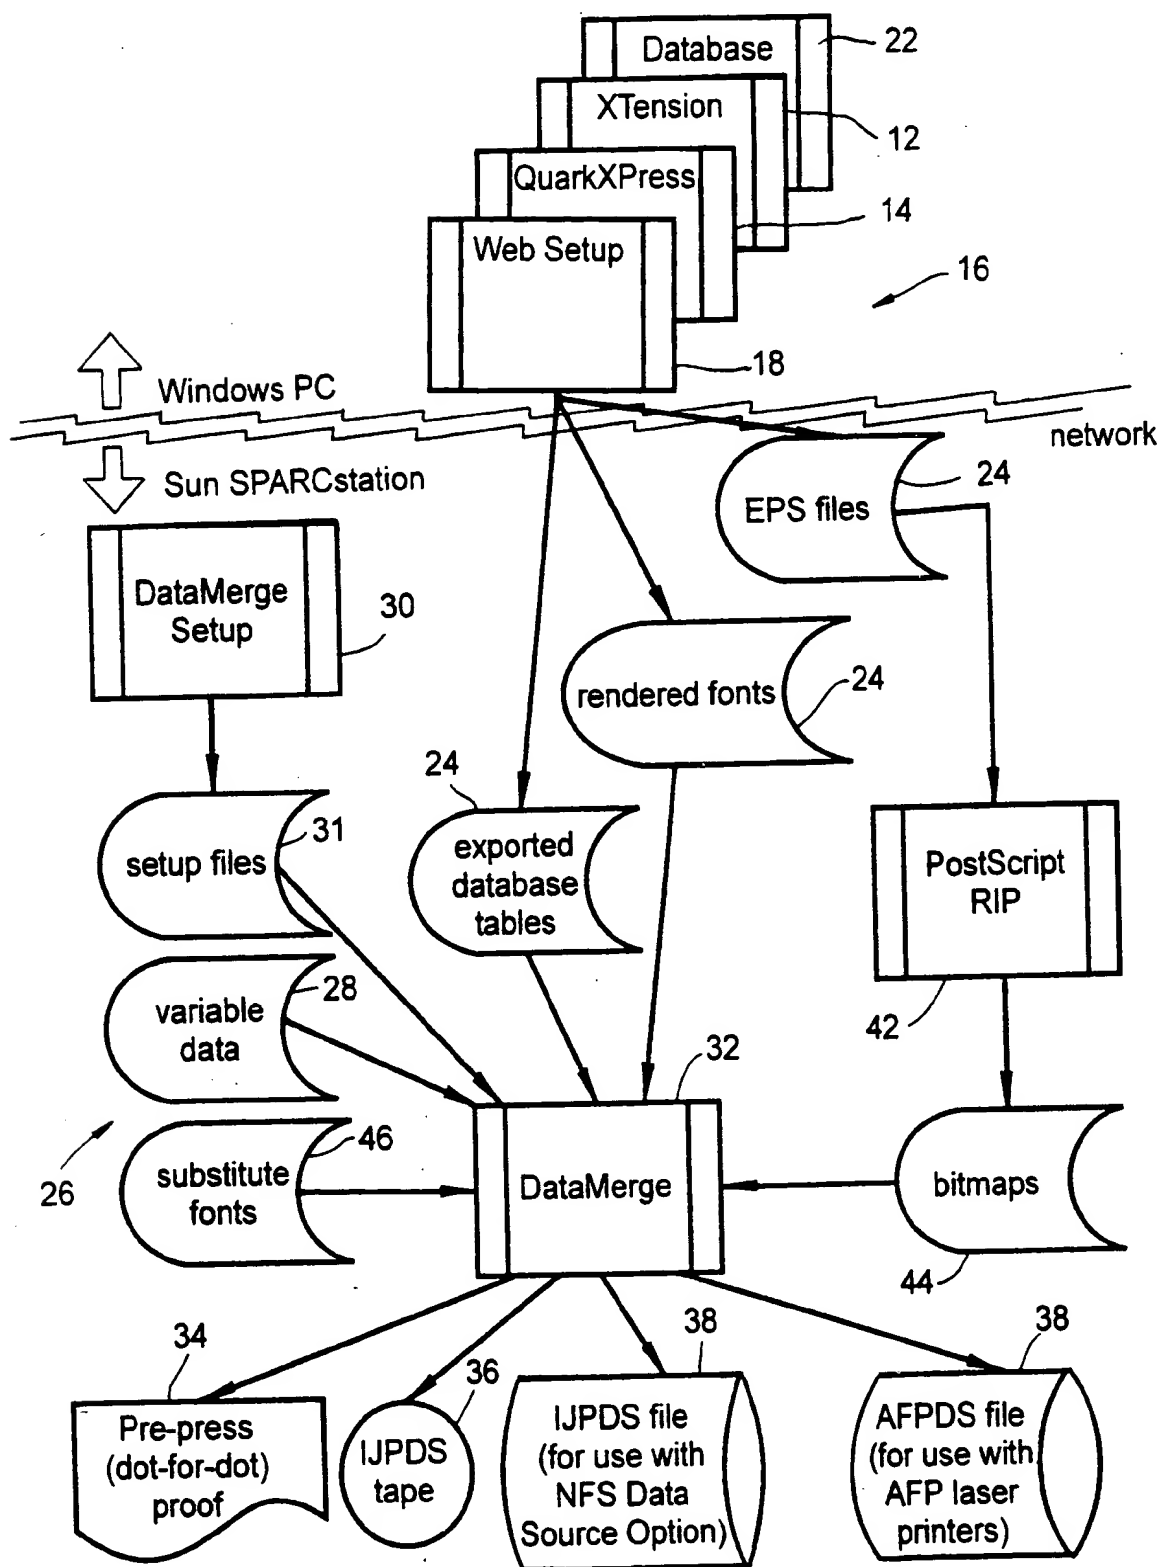 Database
22
XTension
12
QuarkXPress
14
Web Setup
16
18
Windows PC
network
Sun SPARCstation
24
EPS files
DataMerge
Setup
30
rendered fonts
24
24
setup files
31
exported
database
tables
PostScript
RIP
variable
data
28
42
32
26
substitute
fonts
46
DataMerge
bitmaps
44
34
36
38
38
Pre-press
(dot-for-dot)
proof
IJPDS
tape
IJPDS file
(for use with
NFS Data
Source Option)
AFPDS file
(for use with
AFP laser
printers)